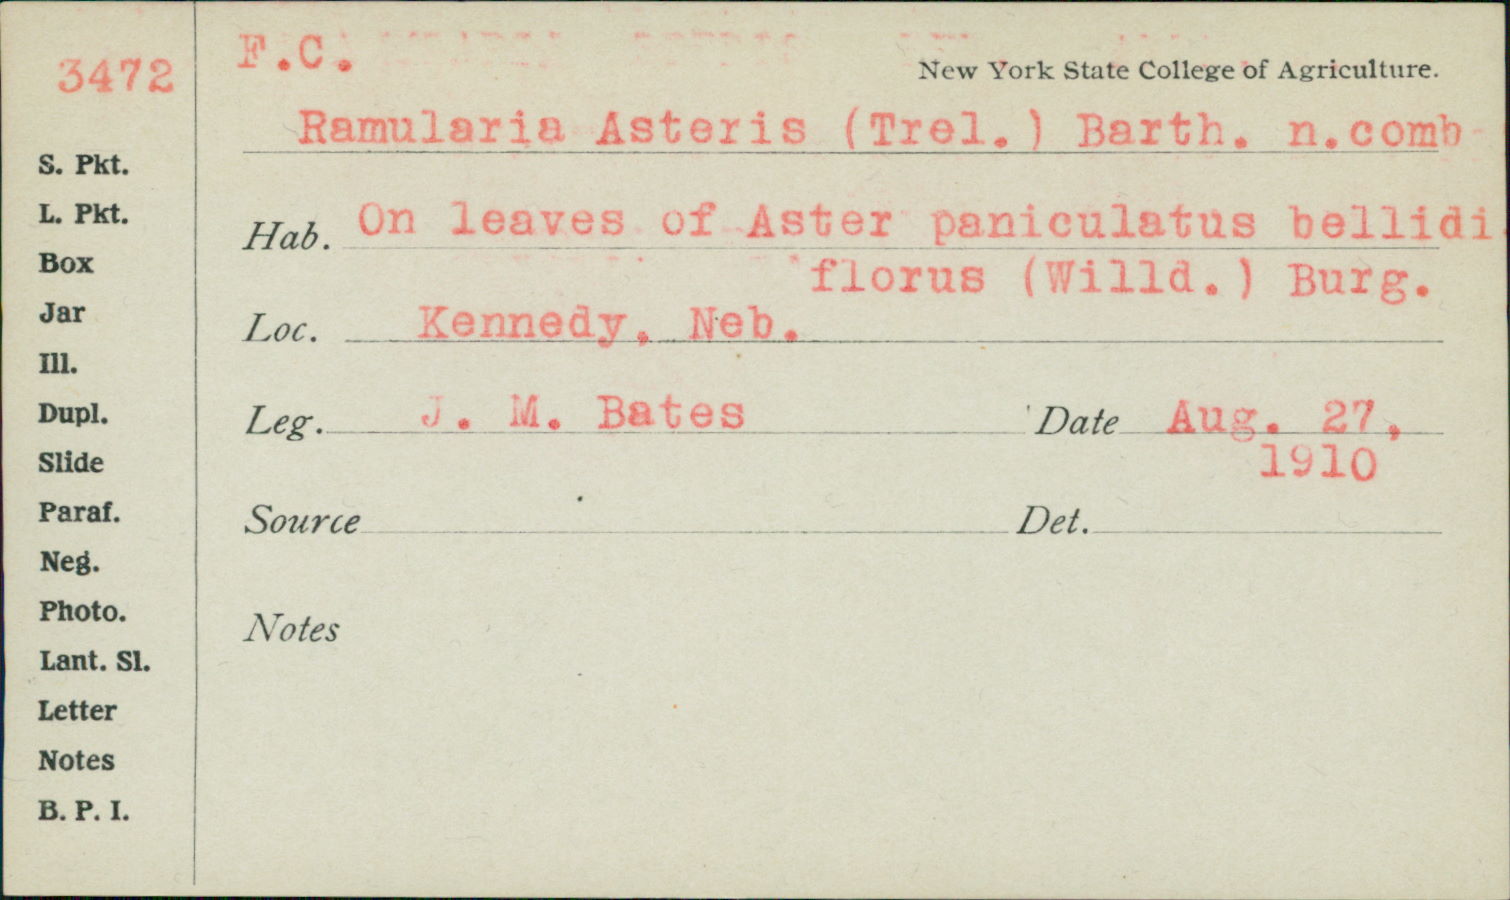 3472
F.C.
New York State College of Agriculture.
Ramularia Asteris (Trel.) Barth. n.comb
S. Pkt.
L. Pkt.
Box
Jar
Ill.
Dupl.
Slide
Paraf.
Neg.
Photo.
Lant. Sl.
Letter
Notes
B. P. I.
Hab. On leaves of Aster paniculatus bellidi
florus (Willd.) Burg.
Loc. Kennedy, Neb.
Leg. J. M. Bates Date Aug. 27,
1910
Source Det.
Notes